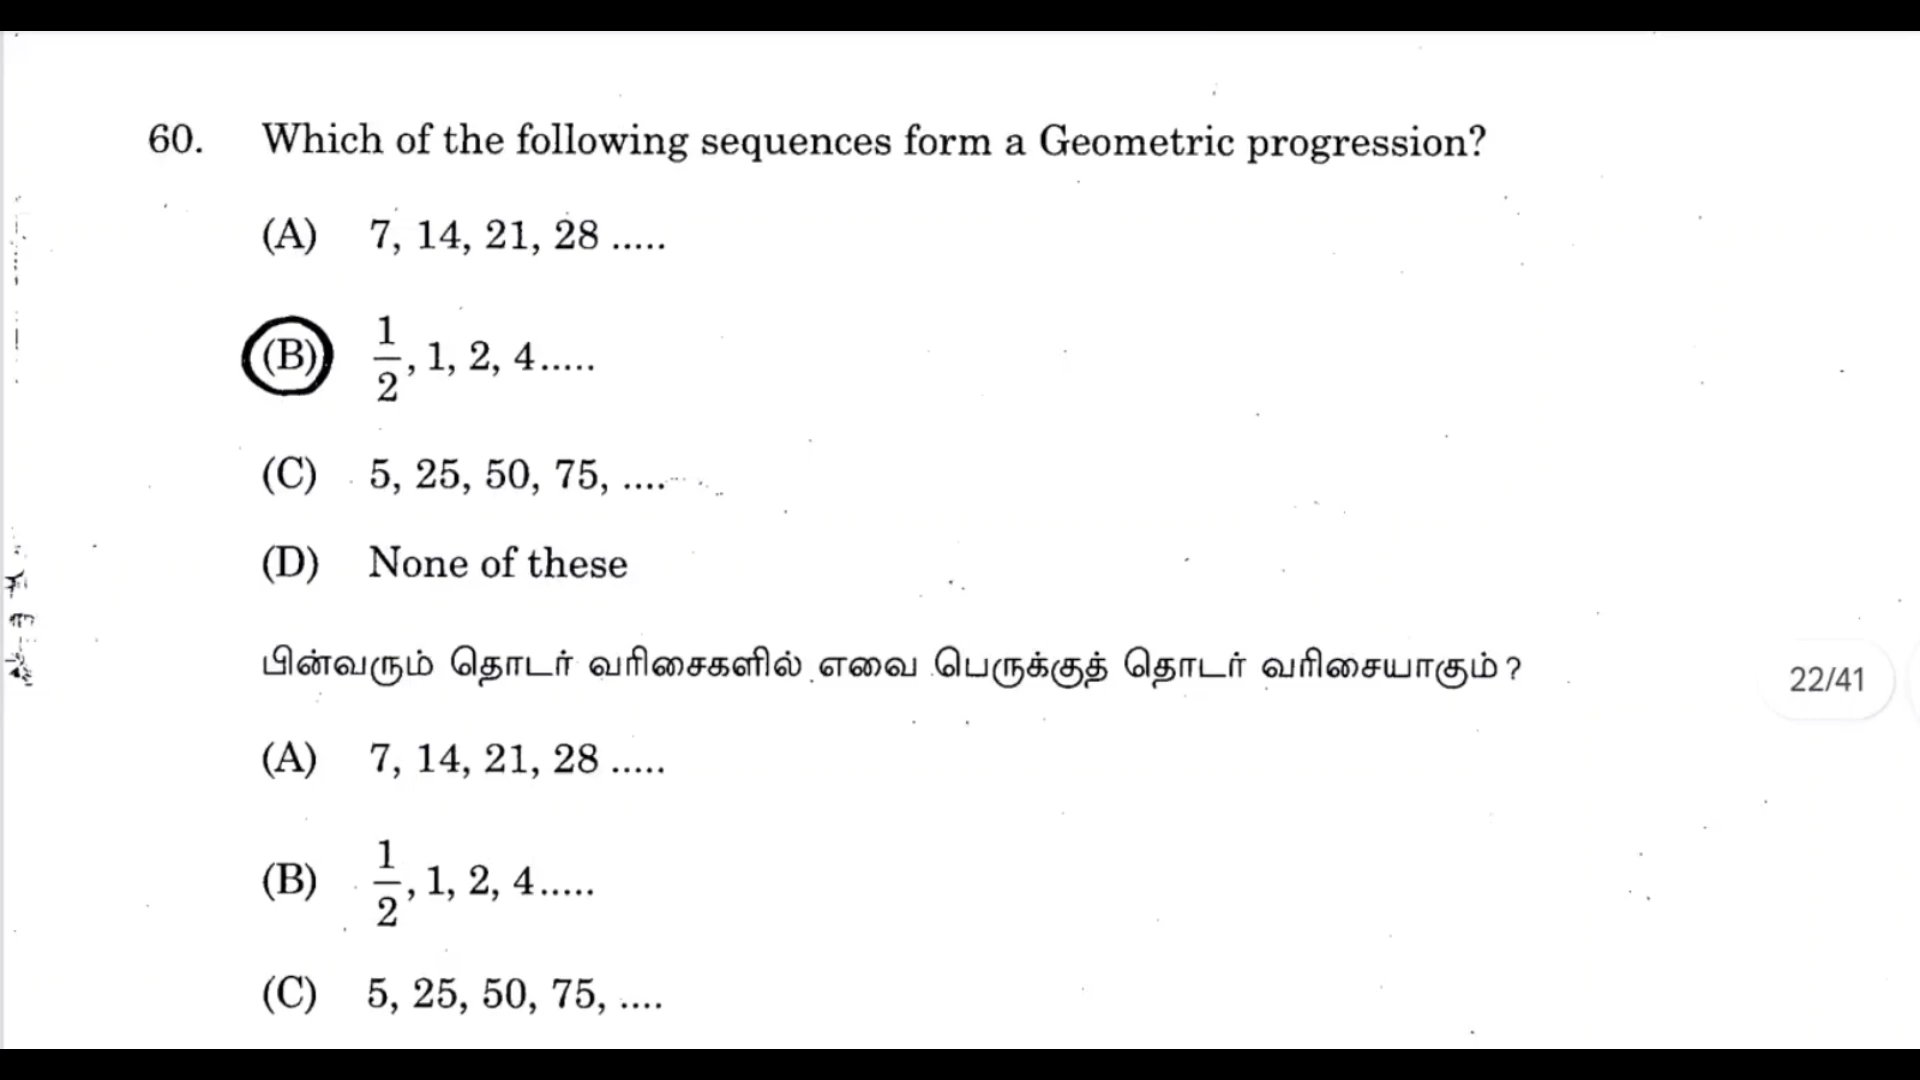 60. Which of the following sequences form a Geometric progression?
(A) 7, 14, 21, 28 .....
(B) 1/2, 1, 2, 4.....
(C) 5, 25, 50, 75, ....
(D) None of these
பின்வரும் தொடர் வரிசைகளில் எவை பெருக்குத் தொடர் வரிசையாகும்?
22/41
(A) 7, 14, 21, 28 .....
(B) 1/2, 1, 2, 4.....
(C) 5, 25, 50, 75, ....